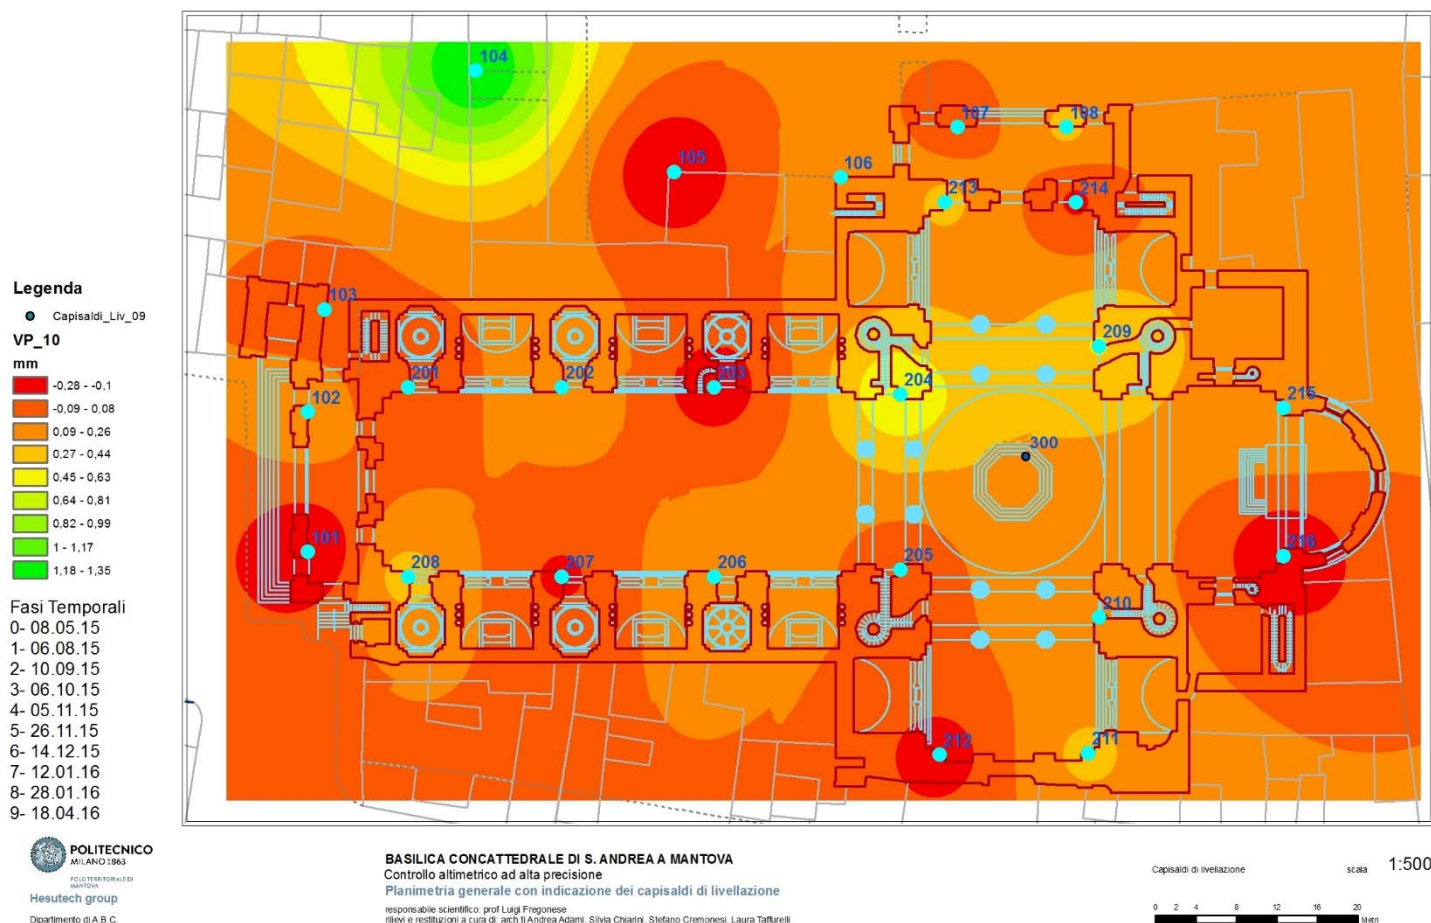 104
105
106
107
108
213
214
103
209
201
202
203
204
215
102
300
101
216
208
207
206
205
210
212
211
Legenda
Capisaldi_Liv_09
VP_10
mm
-0,28 - -0,1
-0,09 - 0,08
0,09 - 0,26
0,27 - 0,44
0,45 - 0,63
0,64 - 0,81
0,82 - 0,99
1 - 1,17
1,18 - 1,35
Fasi Temporali
0- 08.05.15
1- 06.08.15
2- 10.09.15
3- 06.10.15
4- 05.11.15
5- 26.11.15
6- 14.12.15
7- 12.01.16
8- 28.01.16
9- 18.04.16
POLITECNICO
MILANO 1863
POLO TERRITORIALE DI
MANTOVA
Hesutech group
Dipartimento di A.B.C.
BASILICA CONCATTEDRALE DI S. ANDREA A MANTOVA
Controllo altimetrico ad alta precisione
Planimetria generale con indicazione dei capisaldi di livellazione
responsabile scientifico: prof Luigi Fregonese
rilievi e restituzioni a cura di: arch.ti Andrea Adami, Silvia Chiarini, Stefano Cremonesi, Laura Taffurelli
Capisaldi di livellazione
scala 1:500
0 2 4 8 12 16 20
Metri